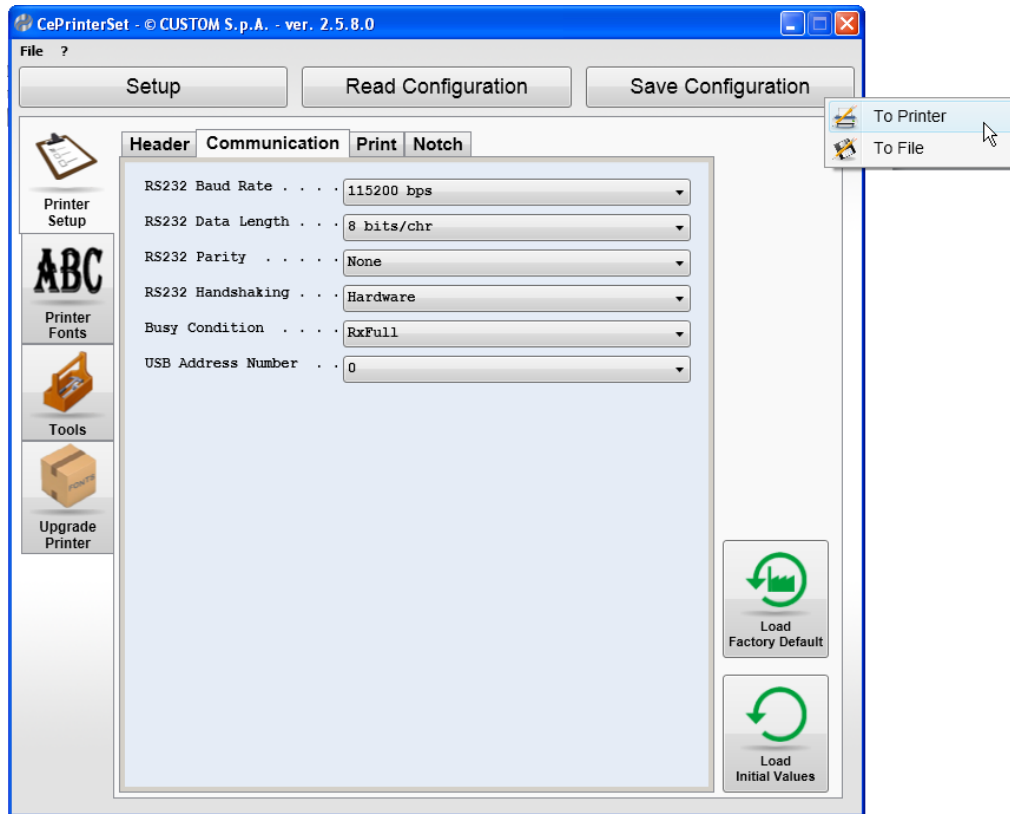 CePrinterSet - © CUSTOM S.p.A. - ver. 2.5.8.0
File ?
Setup Read Configuration Save Configuration
To Printer
To File
Printer
Setup
Printer
Fonts
Tools
FONTS
Upgrade
Printer
Header Communication Print Notch
RS232 Baud Rate . . . . 115200 bps
RS232 Data Length . . . 8 bits/chr
RS232 Parity . . . . . None
RS232 Handshaking . . . Hardware
Busy Condition . . . . RxFull
USB Address Number . . 0
Load
Factory Default
Load
Initial Values
ABC